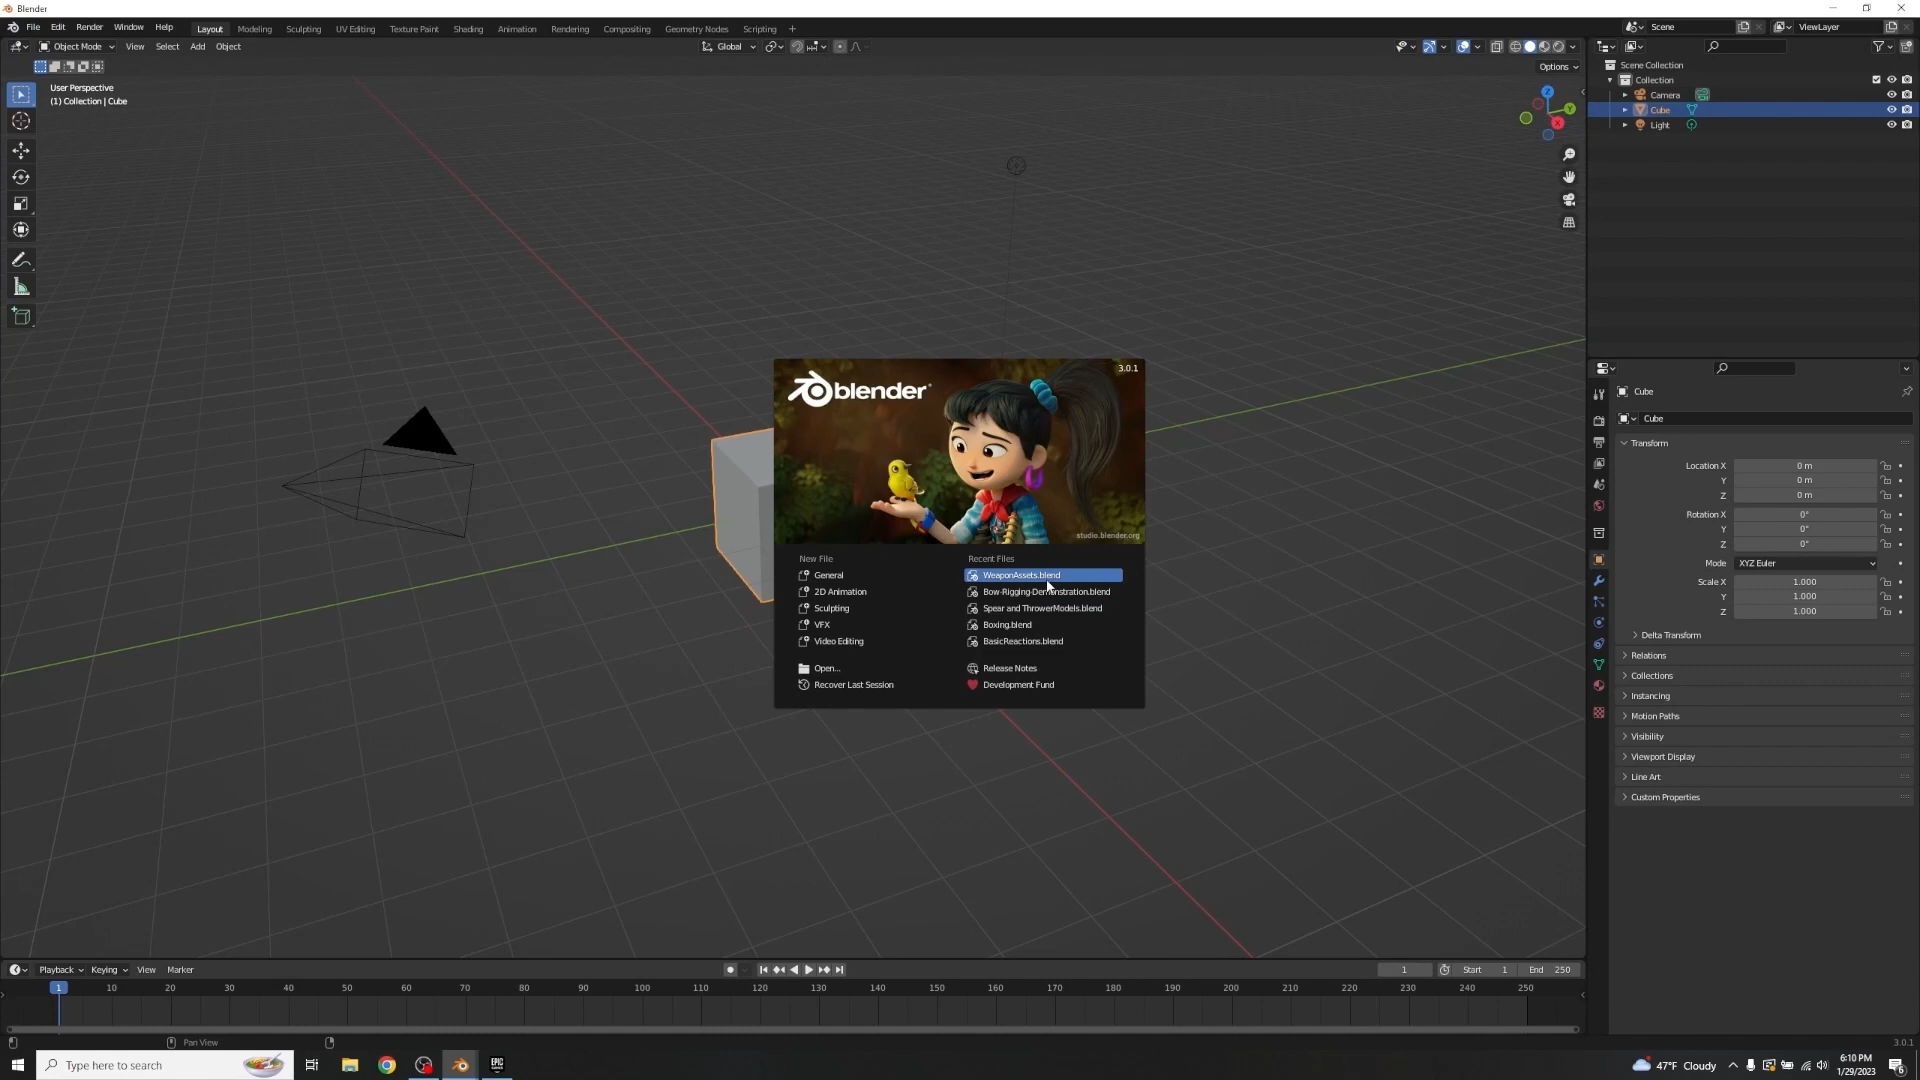 Blender
File Edit Render Window Help Layout Modeling Sculpting UV Editing Texture Paint Shading Animation Rendering Compositing Geometry Nodes Scripting + Scene ViewLayer
Object Mode View Select Add Object Global
Options
User Perspective
(1) Collection | Cube
Z
Y
X
Scene Collection
Collection
Camera
Cube
Light
blender
3.0.1
studio.blender.org
New File
General
2D Animation
Sculpting
VFX
Video Editing
Open...
Recover Last Session
Recent Files
WeaponAssets.blend
Bow-Rigging-Demonstration.blend
Spear and ThrowerModels.blend
Boxing.blend
BasicReactions.blend
Release Notes
Development Fund
Cube
Cube
Transform
Location X 0 m
Y 0 m
Z 0 m
Rotation X 0°
Y 0°
Z 0°
Mode XYZ Euler
Scale X 1.000
Y 1.000
Z 1.000
Delta Transform
Relations
Collections
Instancing
Motion Paths
Visibility
Viewport Display
Line Art
Custom Properties
Playback Keying View Marker 1 Start 1 End 250
1 10 20 30 40 50 60 70 80 90 100 110 120 130 140 150 160 170 180 190 200 210 220 230 240 250
Pan View
3.0.1
Type here to search
EPIC GAMES
47°F Cloudy
6:10 PM
1/29/2023
6